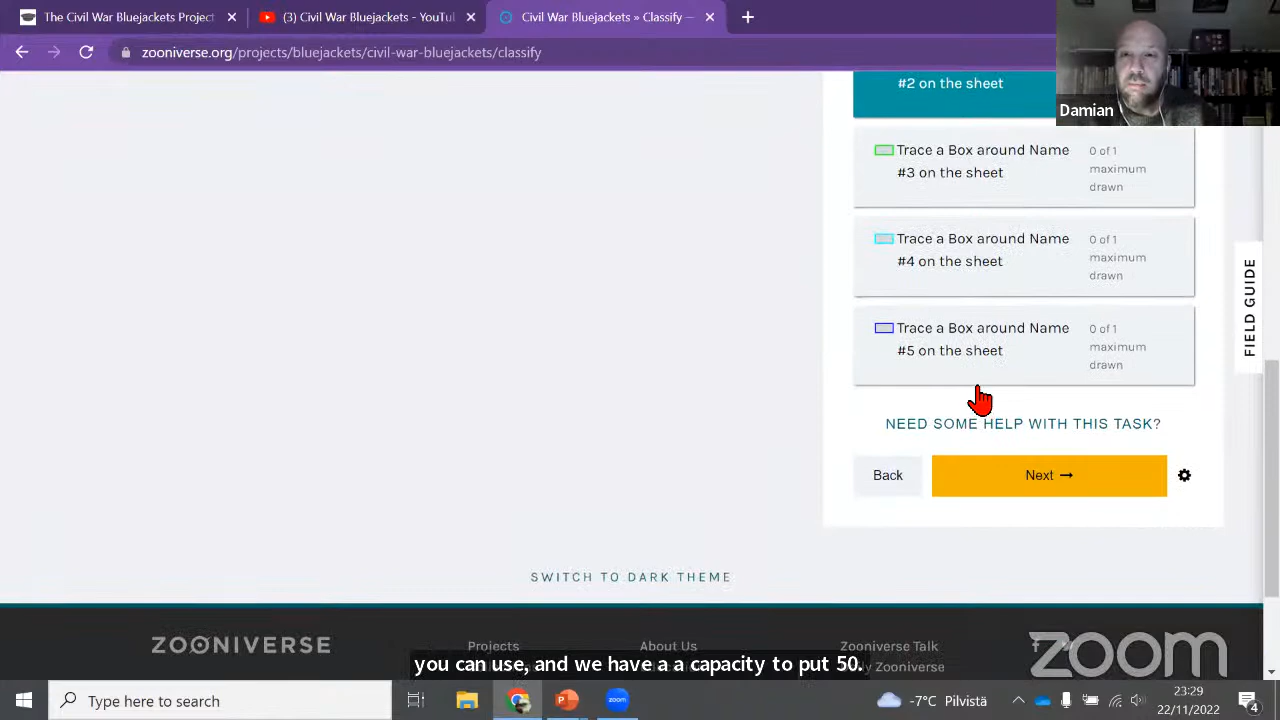 The Civil War Bluejackets Project
(3) Civil War Bluejackets - YouTu
Civil War Bluejackets » Classify —
zooniverse.org/projects/bluejackets/civil-war-bluejackets/classify
Damian
#2 on the sheet
Trace a Box around Name
#3 on the sheet
0 of 1
maximum
drawn
Trace a Box around Name
#4 on the sheet
0 of 1
maximum
drawn
Trace a Box around Name
#5 on the sheet
0 of 1
maximum
drawn
FIELD GUIDE
NEED SOME HELP WITH THIS TASK?
Back
Next →
SWITCH TO DARK THEME
ZOONIVERSE
Projects
About Us
Zooniverse Talk
zoom
you can use, and we have a a capacity to put 50.
Zooniverse
Type here to search
zoom
-7°C Pilvistä
23:29
22/11/2022
4